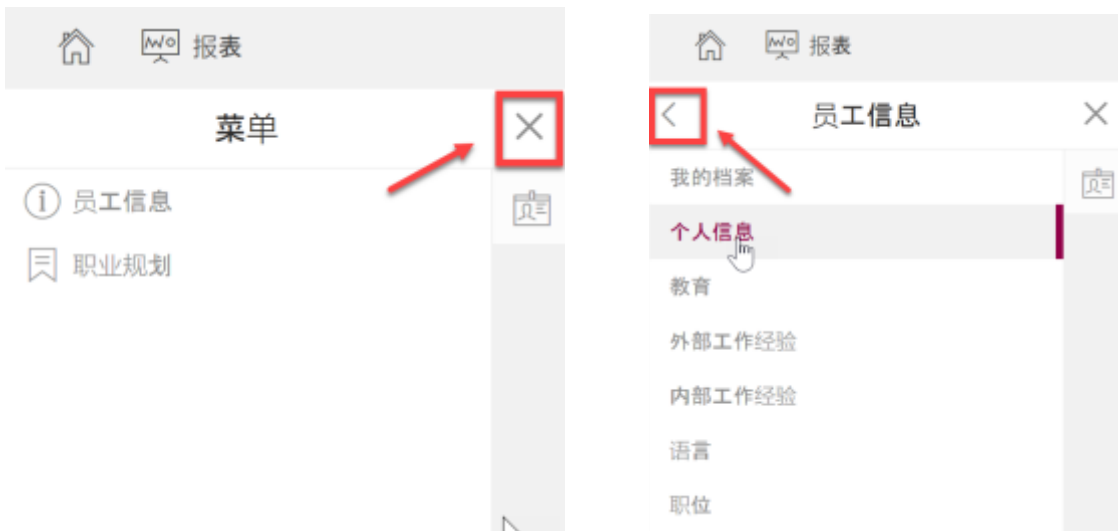 报表
菜单
员工信息
职业规划
报表
员工信息
我的档案
个人信息
教育
外部工作经验
内部工作经验
语言
职位